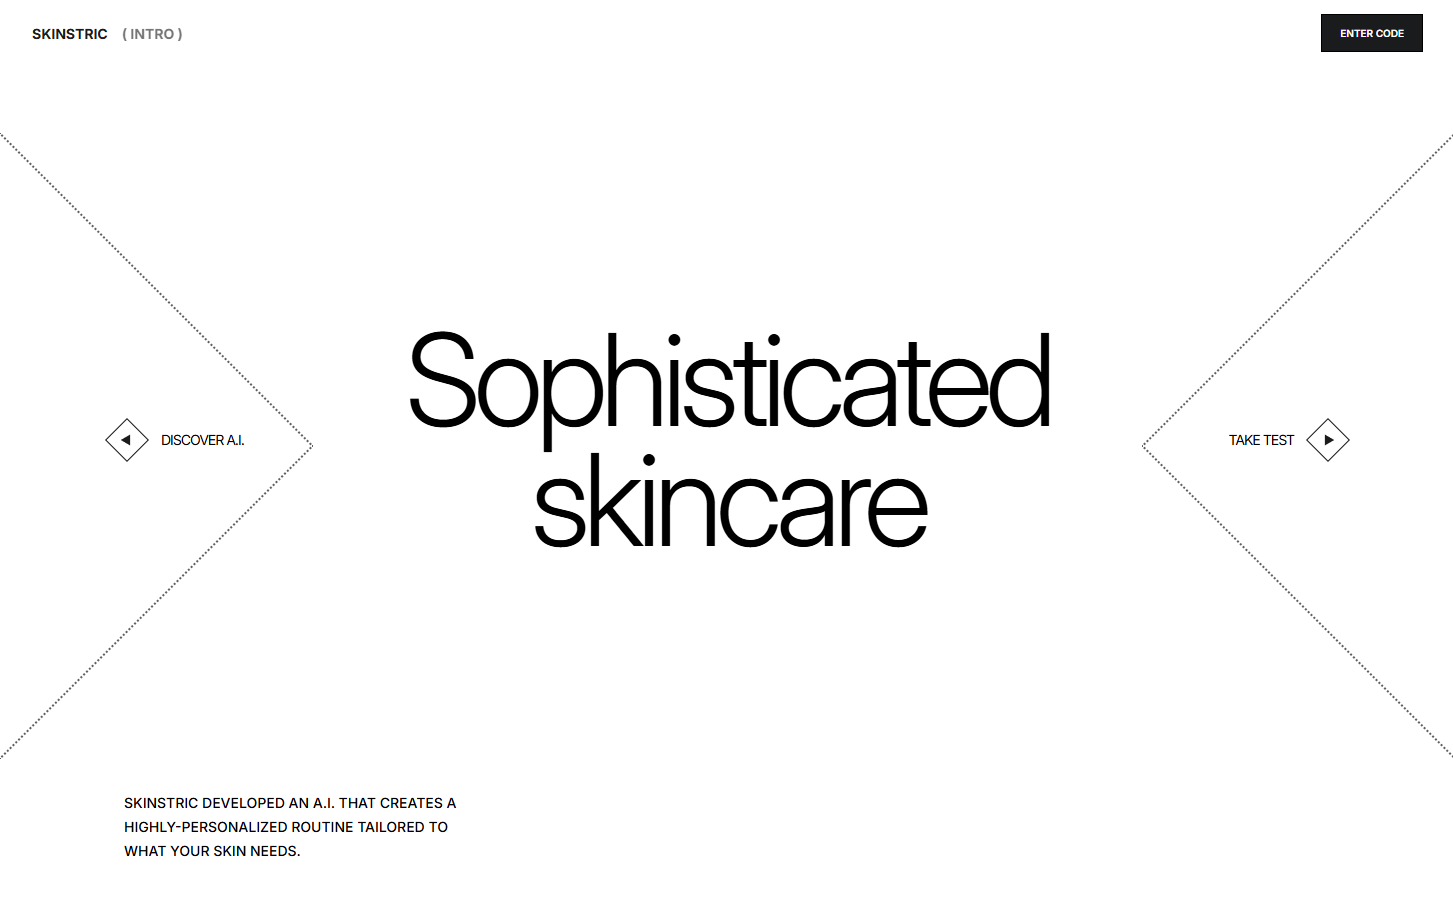 SKINSTRIC ( INTRO )
ENTER CODE
Sophisticated
skincare
DISCOVER A.I.
TAKE TEST
SKINSTRIC DEVELOPED AN A.I. THAT CREATES A
HIGHLY-PERSONALIZED ROUTINE TAILORED TO
WHAT YOUR SKIN NEEDS.